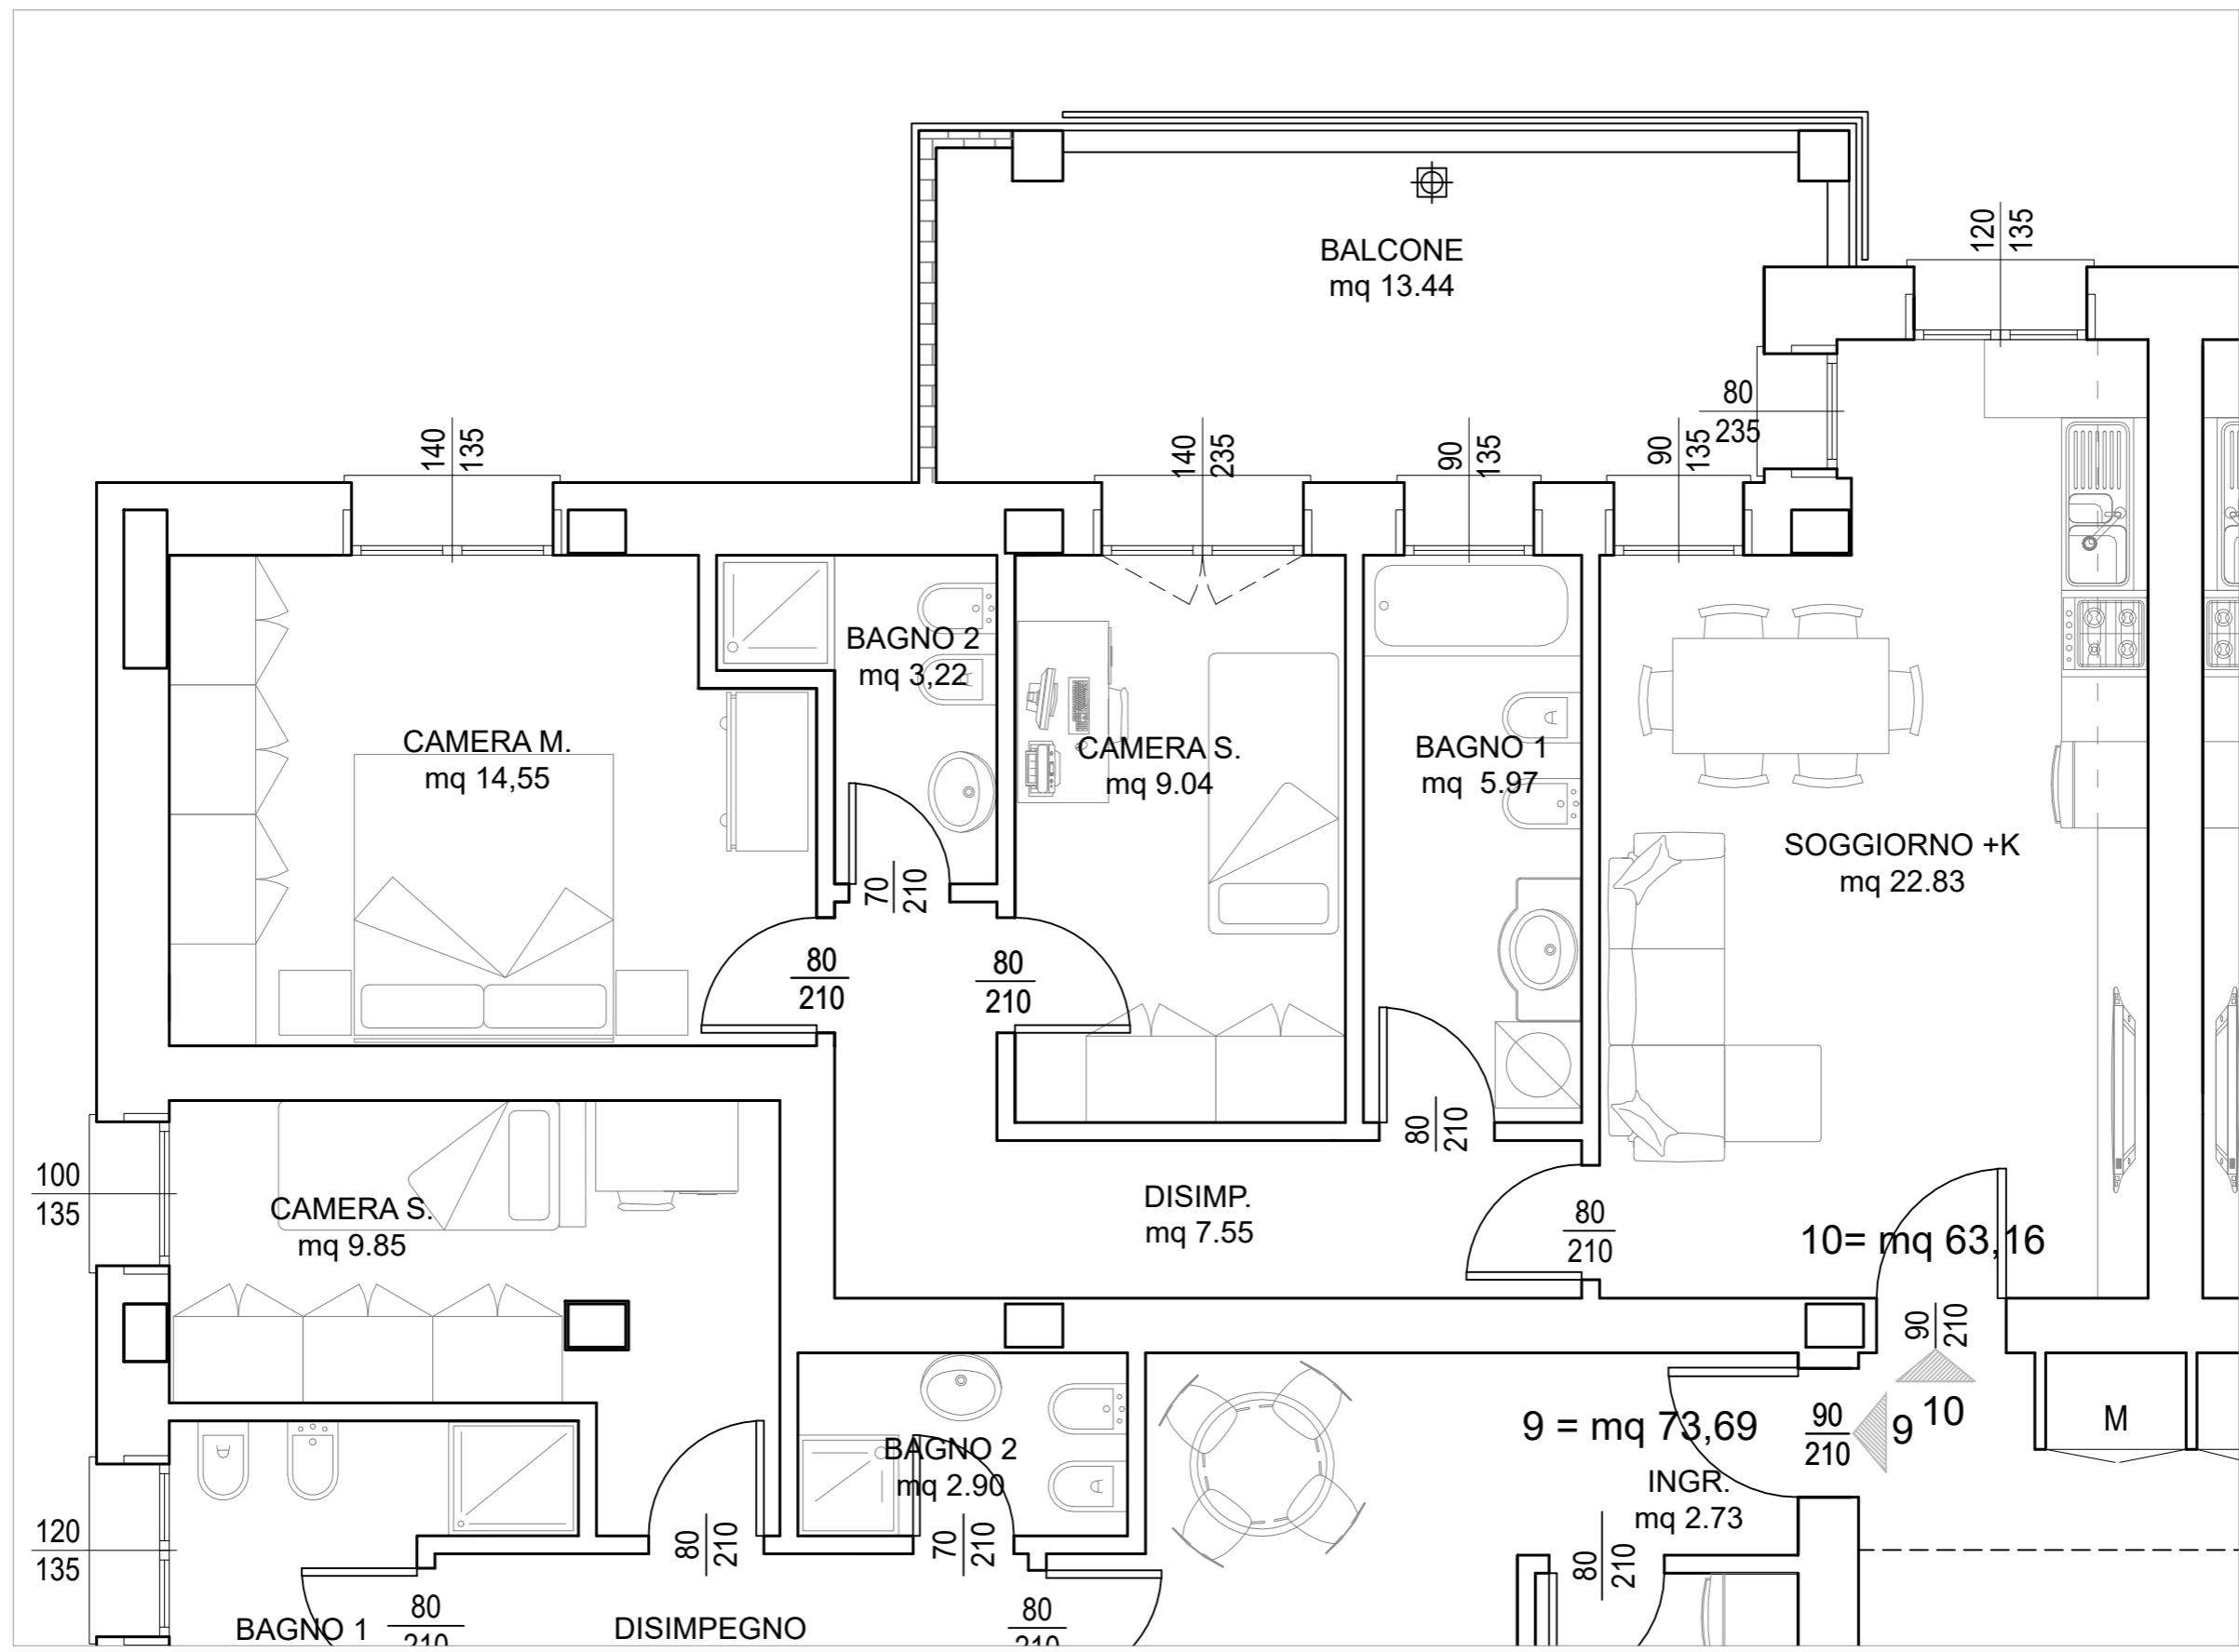 BALCONE
mq 13.44
120
135
80
235
140
135
140
235
90
135
90
135
BAGNO 2
mq 3,22
CAMERA M.
mq 14,55
CAMERA S.
mq 9.04
BAGNO 1
mq 5.97
SOGGIORNO +K
mq 22.83
70
210
80
210
80
210
80
210
100
135
CAMERA S.
mq 9.85
DISIMP.
mq 7.55
80
210
10= mq 63,16
90
210
9 = mq 73,69
90
210
9
10
M
BAGNO 2
mq 2.90
INGR.
mq 2.73
120
135
80
210
70
210
80
210
BAGNO 1
80
210
DISIMPEGNO
80
210